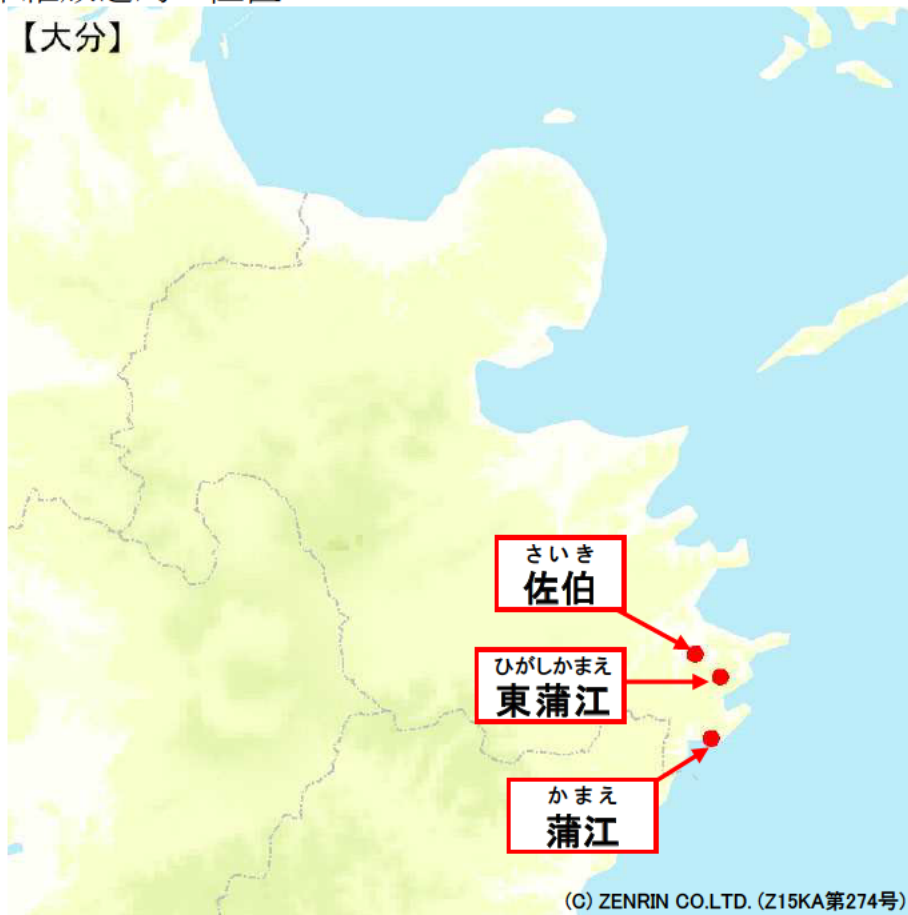 【大分】
さいき
佐伯
ひがしかまえ
東蒲江
かまえ
蒲江
(C) ZENRIN CO.LTD. (Z15KA第274号)